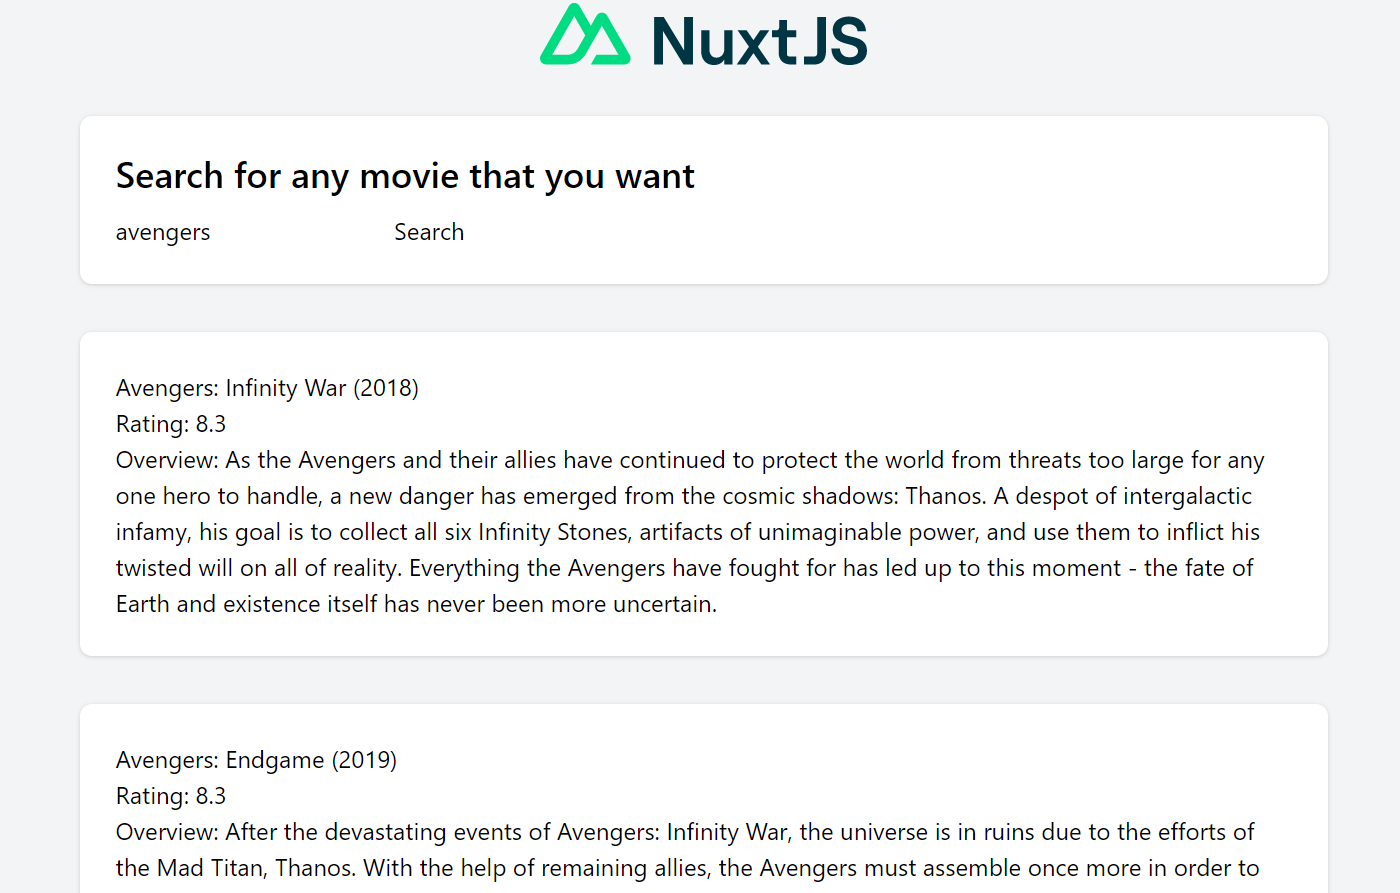 NuxtJS
Search for any movie that you want
avengers Search
Avengers: Infinity War (2018)
Rating: 8.3
Overview: As the Avengers and their allies have continued to protect the world from threats too large for any
one hero to handle, a new danger has emerged from the cosmic shadows: Thanos. A despot of intergalactic
infamy, his goal is to collect all six Infinity Stones, artifacts of unimaginable power, and use them to inflict his
twisted will on all of reality. Everything the Avengers have fought for has led up to this moment - the fate of
Earth and existence itself has never been more uncertain.
Avengers: Endgame (2019)
Rating: 8.3
Overview: After the devastating events of Avengers: Infinity War, the universe is in ruins due to the efforts of
the Mad Titan, Thanos. With the help of remaining allies, the Avengers must assemble once more in order to